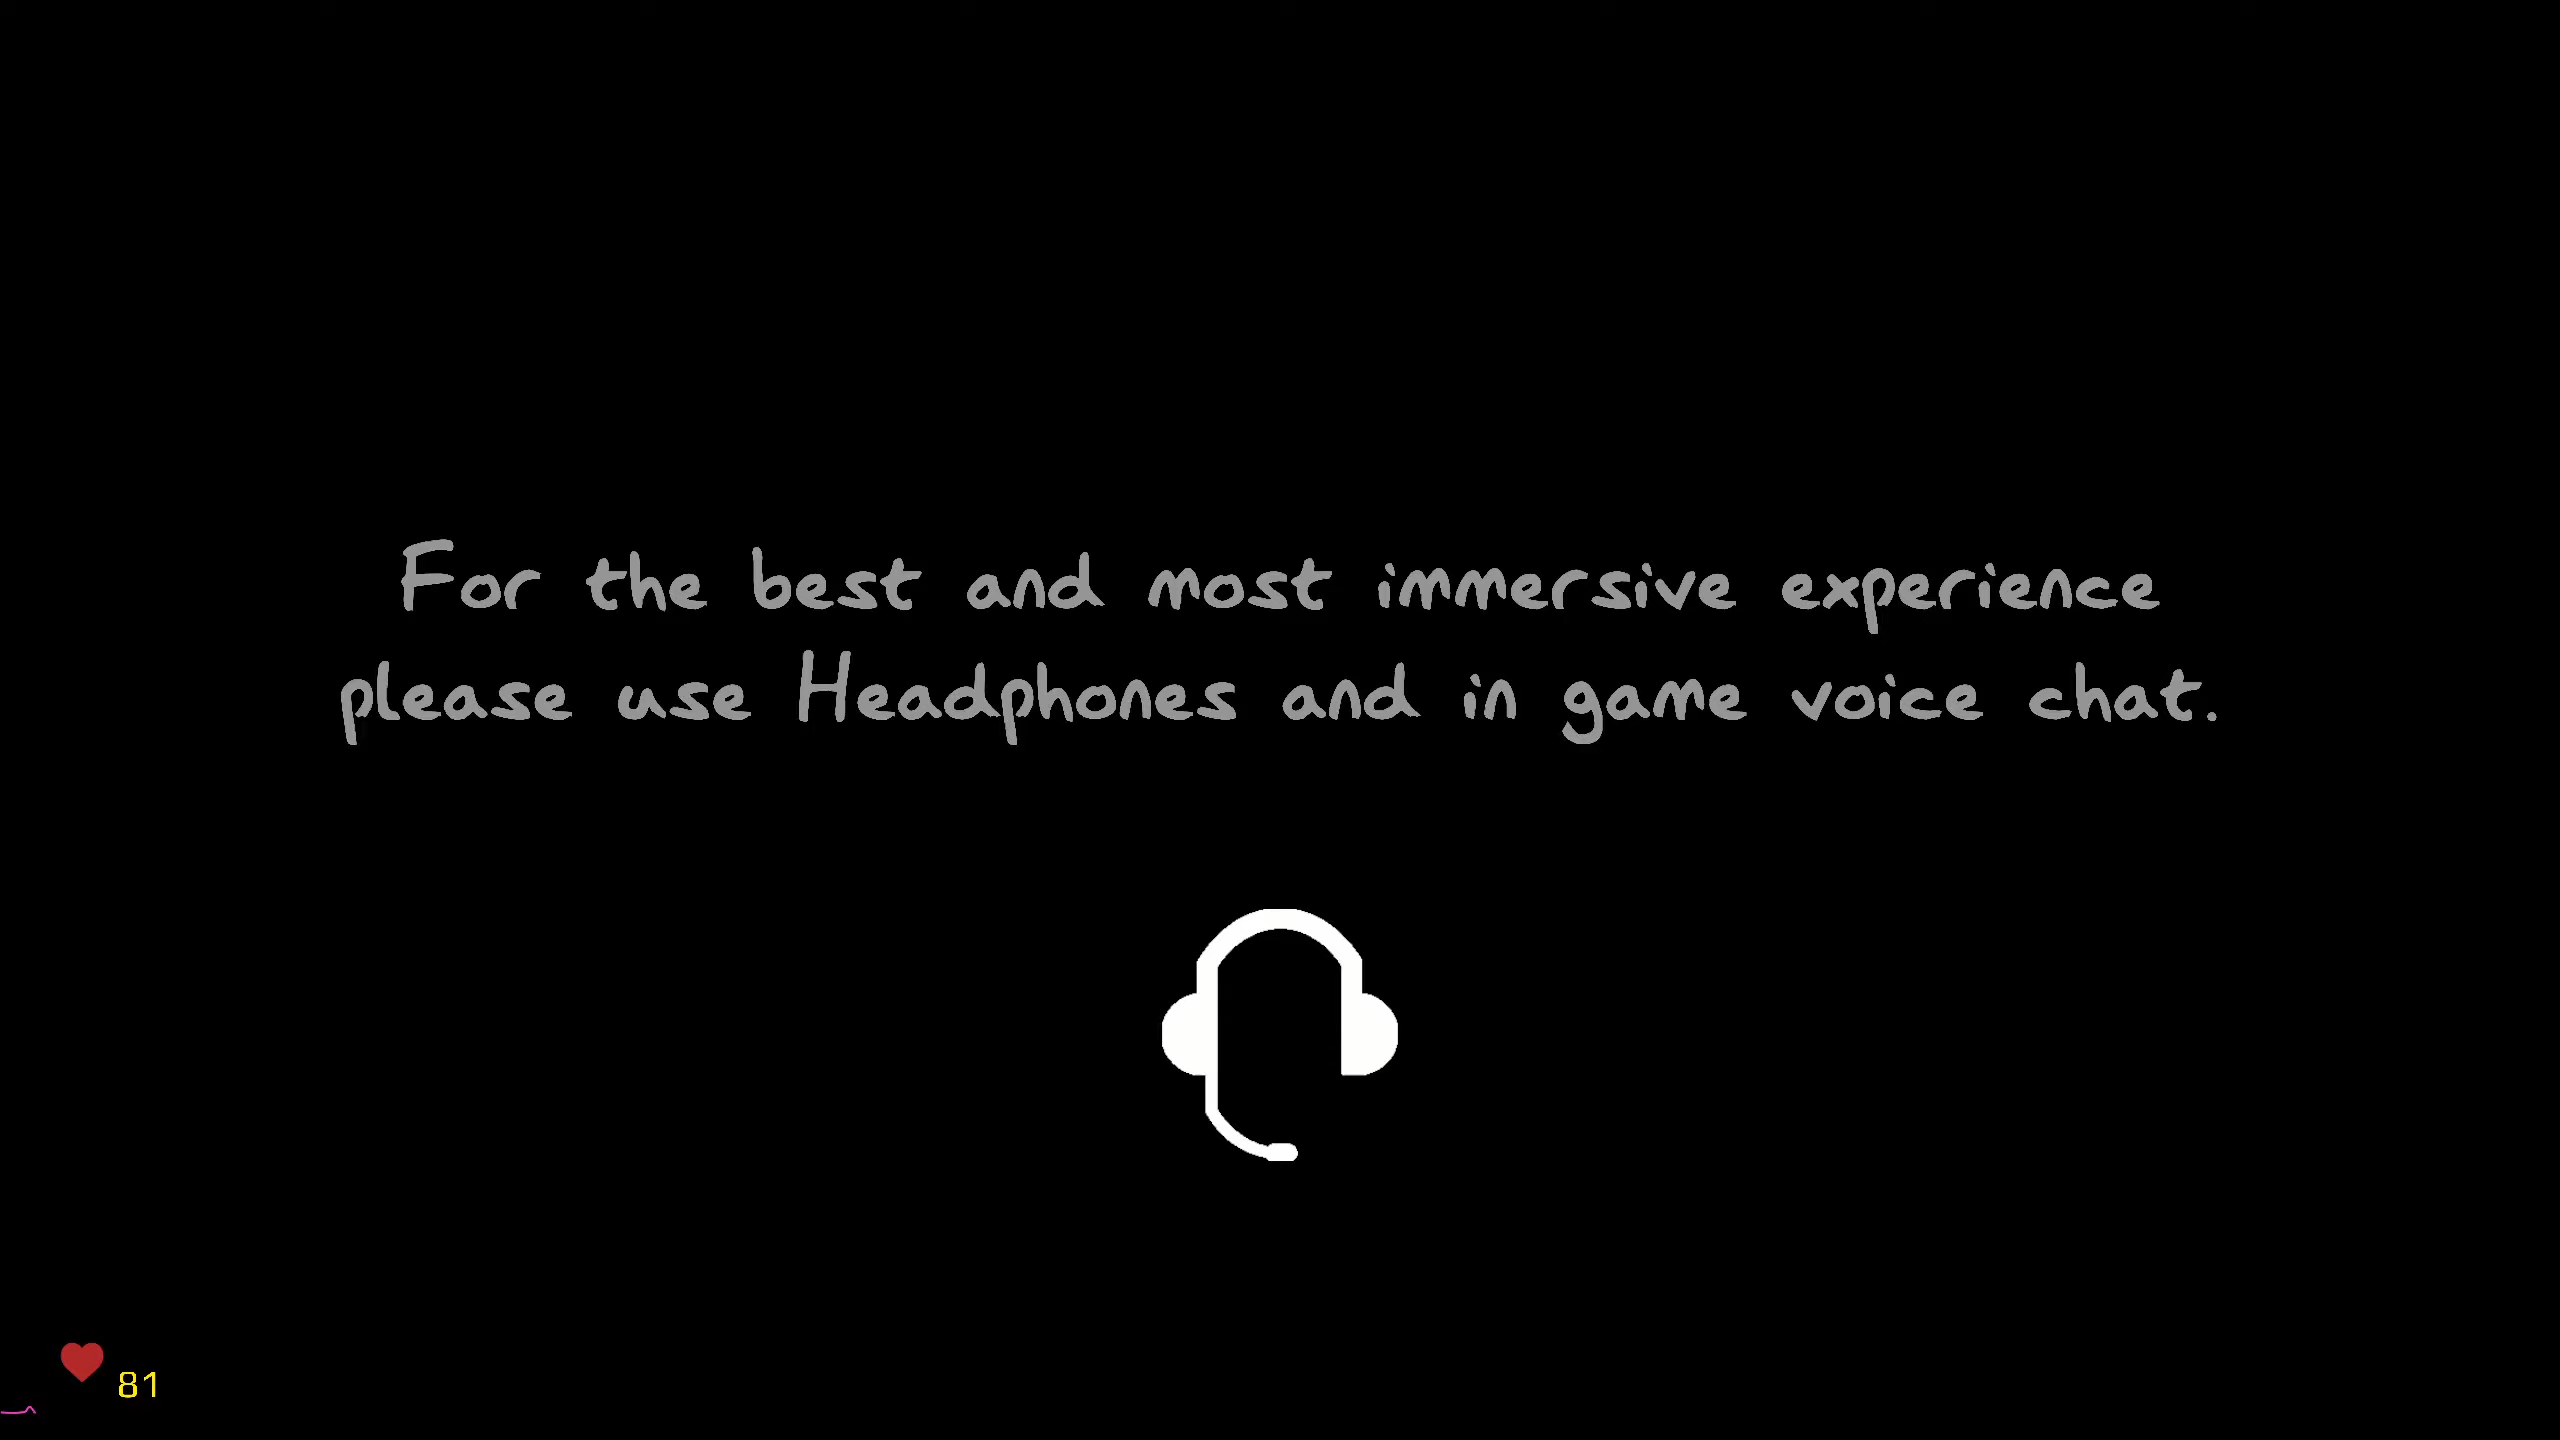 For the best and most immersive experience
please use Headphones and in game voice chat.
81